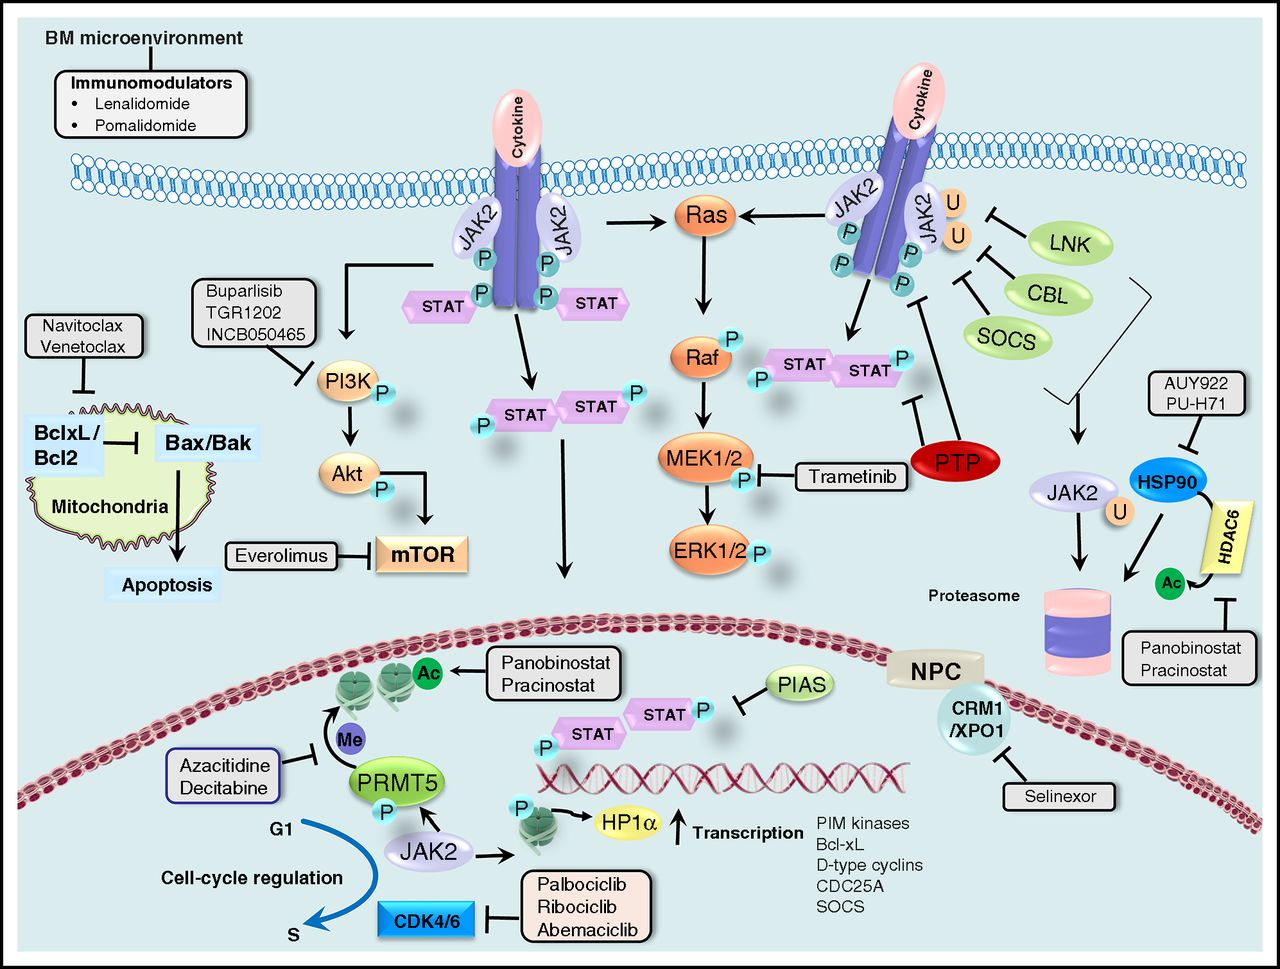 BM microenvironment
Immunomodulators
• Lenalidomide
• Pomalidomide
Cytokine
JAK2
JAK2
P
P
P
P
STAT
STAT
Cytokine
JAK2
JAK2
U
U
P
P
P
P
Ras
LNK
CBL
SOCS
Buparlisib
TGR1202
INCB050465
Navitoclax
Venetoclax
PI3K
P
Akt
P
Everolimus
mTOR
BclxL/
Bcl2
Bax/Bak
Mitochondria
Apoptosis
STAT
STAT
P
P
Raf
P
MEK1/2
P
ERK1/2
P
STAT
STAT
P
P
Trametinib
PTP
AUY922
PU-H71
JAK2
U
HSP90
HDAC6
Ac
Proteasome
Panobinostat
Pracinostat
Ac
Panobinostat
Pracinostat
PIAS
NPC
CRM1
/XPO1
Selinexor
STAT
STAT
P
P
Me
Azacitidine
Decitabine
PRMT5
P
JAK2
P
HP1α
Transcription
PIM kinases
Bcl-xL
D-type cyclins
CDC25A
SOCS
G1
Cell-cycle regulation
S
CDK4/6
Palbociclib
Ribociclib
Abemaciclib